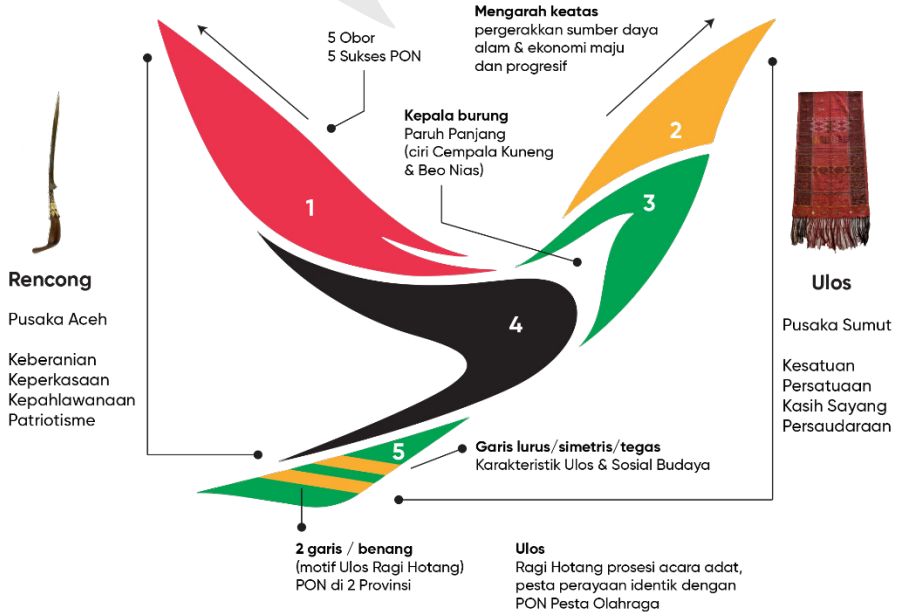 5 Obor
5 Sukses PON
Mengarah keatas
pergerakkan sumber daya
alam & ekonomi maju
dan progresif
Kepala burung
Paruh Panjang
(ciri Cempala Kuneng
& Beo Nias)
1
2
3
4
5
Rencong
Pusaka Aceh
Keberanian
Keperkasaan
Kepahlawanaan
Patriotisme
Ulos
Pusaka Sumut
Kesatuan
Persatuaan
Kasih Sayang
Persaudaraan
Garis lurus/simetris/tegas
Karakteristik Ulos & Sosial Budaya
2 garis / benang
(motif Ulos Ragi Hotang)
PON di 2 Provinsi
Ulos
Ragi Hotang prosesi acara adat,
pesta perayaan identik dengan
PON Pesta Olahraga